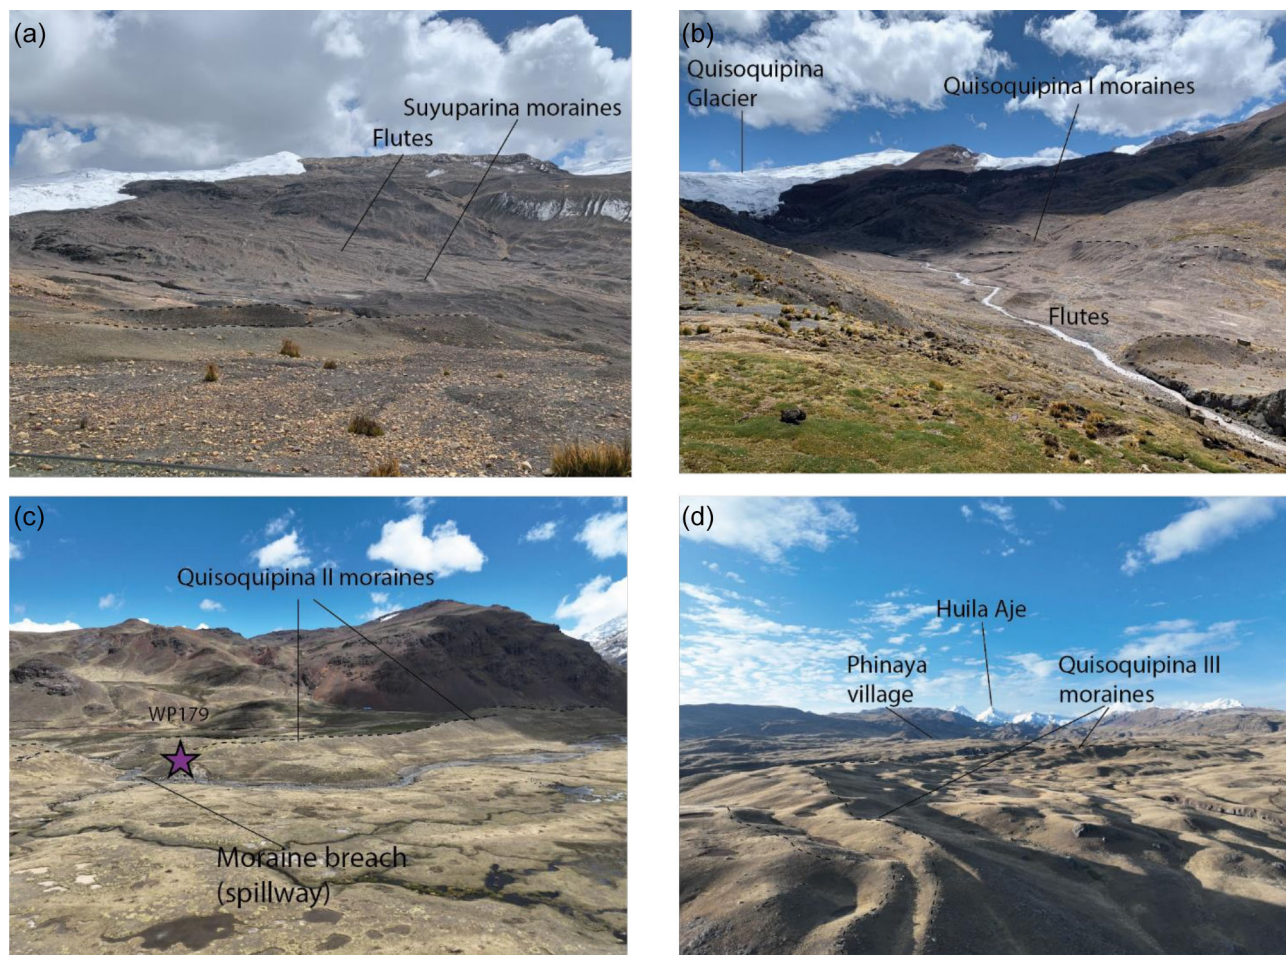 (a)
Suyuparina moraines
Flutes
(b)
Quisoquipina
Glacier
Quisoquipina I moraines
Flutes
(c)
Quisoquipina II moraines
WP179
Moraine breach
(spillway)
(d)
Huila Aje
Phinaya
village
Quisoquipina III
moraines